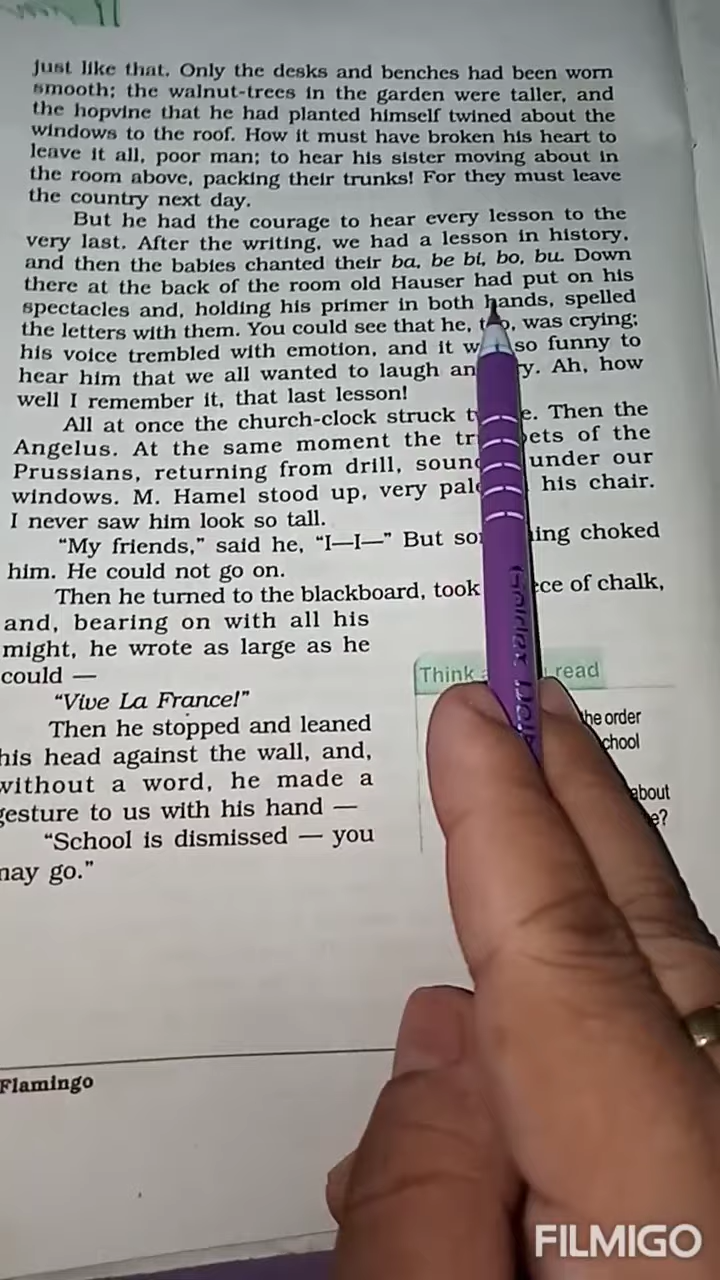 just like that. Only the desks and benches had been worn
smooth; the walnut-trees in the garden were taller, and
the hopvine that he had planted himself twined about the
windows to the roof. How it must have broken his heart to
leave it all, poor man; to hear his sister moving about in
the room above, packing their trunks! For they must leave
the country next day.
But he had the courage to hear every lesson to the
very last. After the writing, we had a lesson in history,
and then the babies chanted their ba, be bi, bo, bu. Down
there at the back of the room old Hauser had put on his
spectacles and, holding his primer in both hands, spelled
the letters with them. You could see that he, , was crying;
his voice trembled with emotion, and it so funny to
hear him that we all wanted to laugh . Ah, how
well I remember it, that last lesson!
All at once the church-clock struck . Then the
Angelus. At the same moment the of the
Prussians, returning from drill, under our
windows. M. Hamel stood up, very his chair.
I never saw him look so tall.
“My friends,” said he, “I—I—” But choked
him. He could not go on.
Then he turned to the blackboard, took of chalk,
and, bearing on with all his
might, he wrote as large as he
could —
“Vive La France!”
Then he stopped and leaned
his head against the wall, and,
without a word, he made a
gesture to us with his hand —
“School is dismissed — you
may go.”
Think read
the order
school
about
Flamingo
FILMIGO